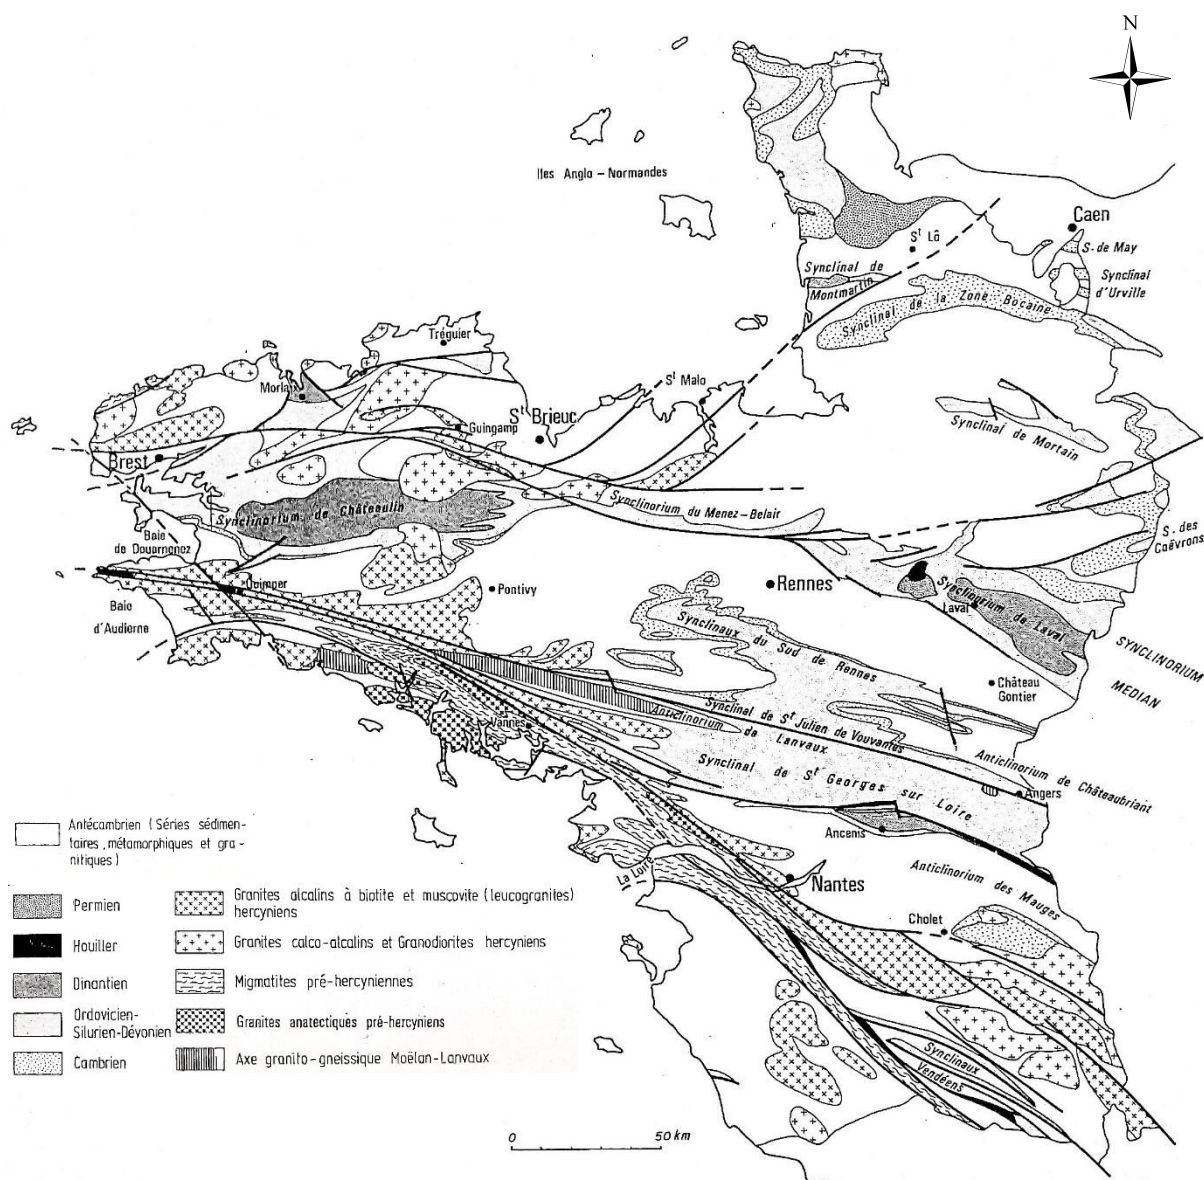 N
Iles Anglo-Normandes
Caen
St Lô
S. de May
Synclinal de
Montmartin
Synclinal
d'Urville
Synclinal de la Zone Bocaine
Tréguier
Morlaix
St Malo
Guingamp
St Brieuc
Synclinal de Mortain
Brest
Synclinorium de Châteaulin
Synclinorium du Menez-Belair
S. des
Coëvrons
Baie
de Douarnenez
Quimper
Pontivy
Rennes
Laval
Synclinorium
de Laval
Baie
d'Audierne
Synclinaux du Sud de Rennes
SYNCLINORIUM
MEDIAN
Château
Gontier
Vannes
Synclinal de St Julien de Vouvantes
Anticlinorium de Lanvaux
Synclinal de St Georges sur Loire
Anticlinorium de Châteaubriant
Angers
Ancenis
La Loire
Nantes
Anticlinorium des Mauges
Cholet
Synclinaux
Vendéens
Antécambrien (Séries sédimen-
taires, métamorphiques et gra-
nitiques)
Permien
Houiller
Dinantien
Ordovicien-
Silurien-Dévonien
Cambrien
Granites alcalins à biotite et muscovite (leucogranites)
hercyniens
Granites calco-alcalins et Granodiorites hercyniens
Migmatites pré-hercyniennes
Granites anatectiques pré-hercyniens
Axe granito-gneissique Moëlan-Lanvaux
0 50 km